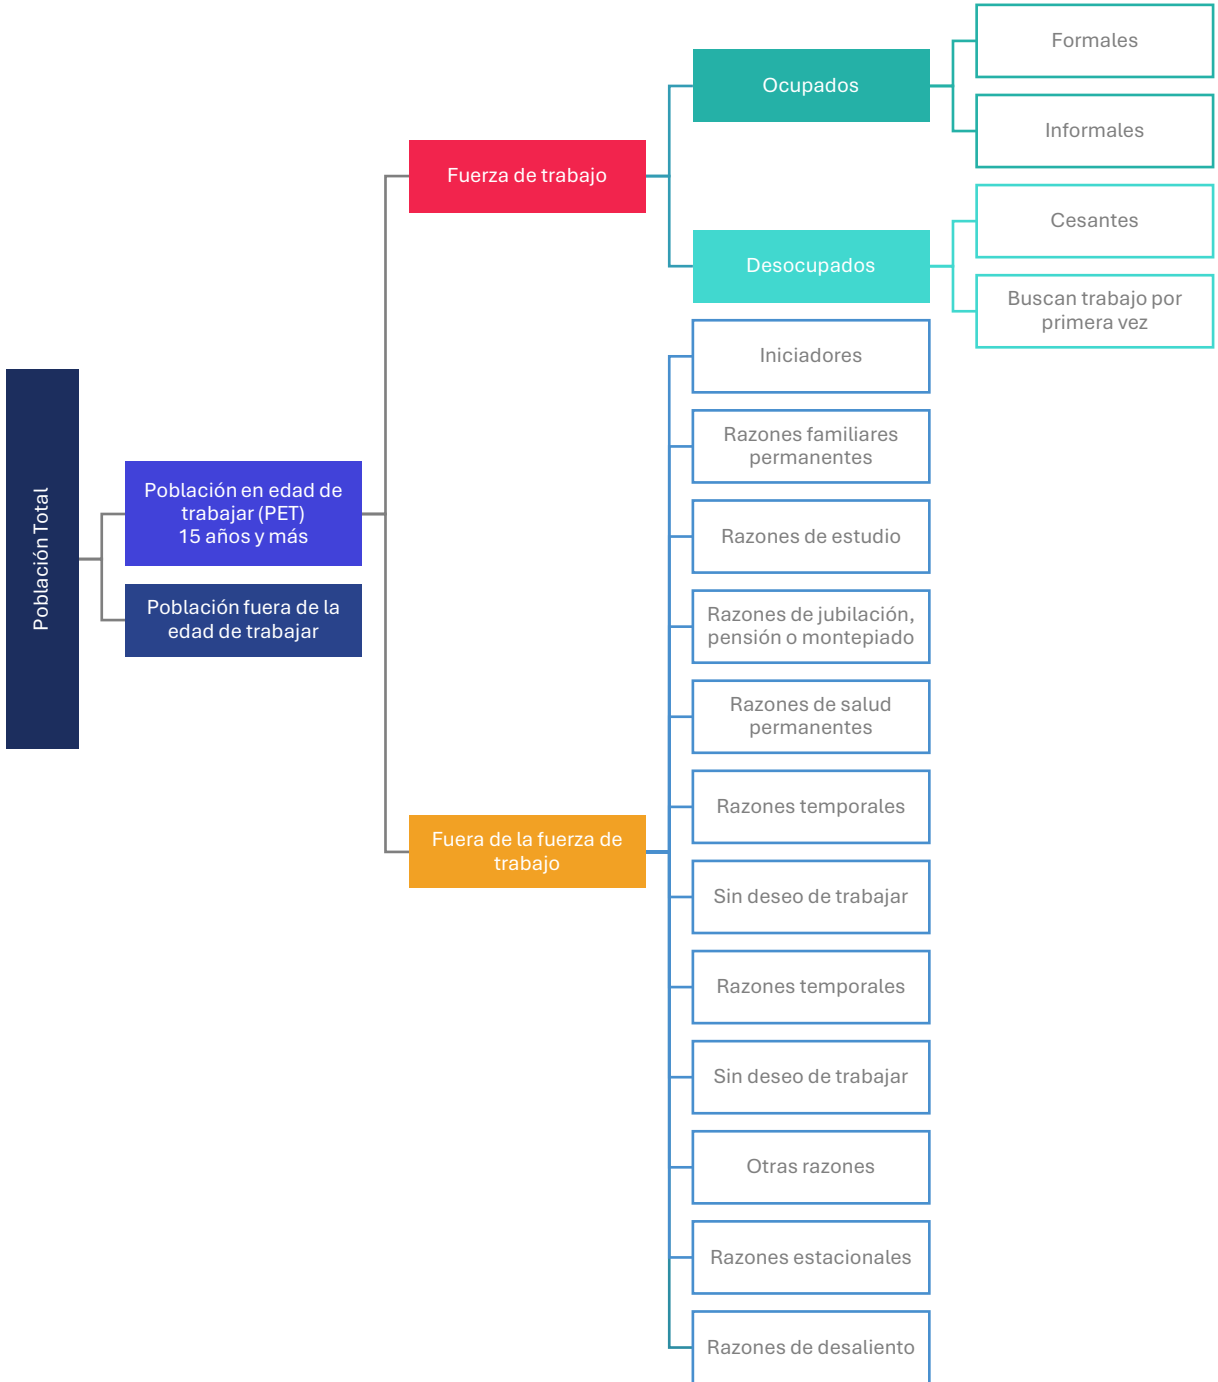 Población Total
Población en edad de
trabajar (PET)
15 años y más
Población fuera de la
edad de trabajar
Fuerza de trabajo
Fuera de la fuerza de
trabajo
Ocupados
Desocupados
Formales
Informales
Cesantes
Buscan trabajo por
primera vez
Iniciadores
Razones familiares
permanentes
Razones de estudio
Razones de jubilación,
pensión o montepiado
Razones de salud
permanentes
Razones temporales
Sin deseo de trabajar
Razones temporales
Sin deseo de trabajar
Otras razones
Razones estacionales
Razones de desaliento